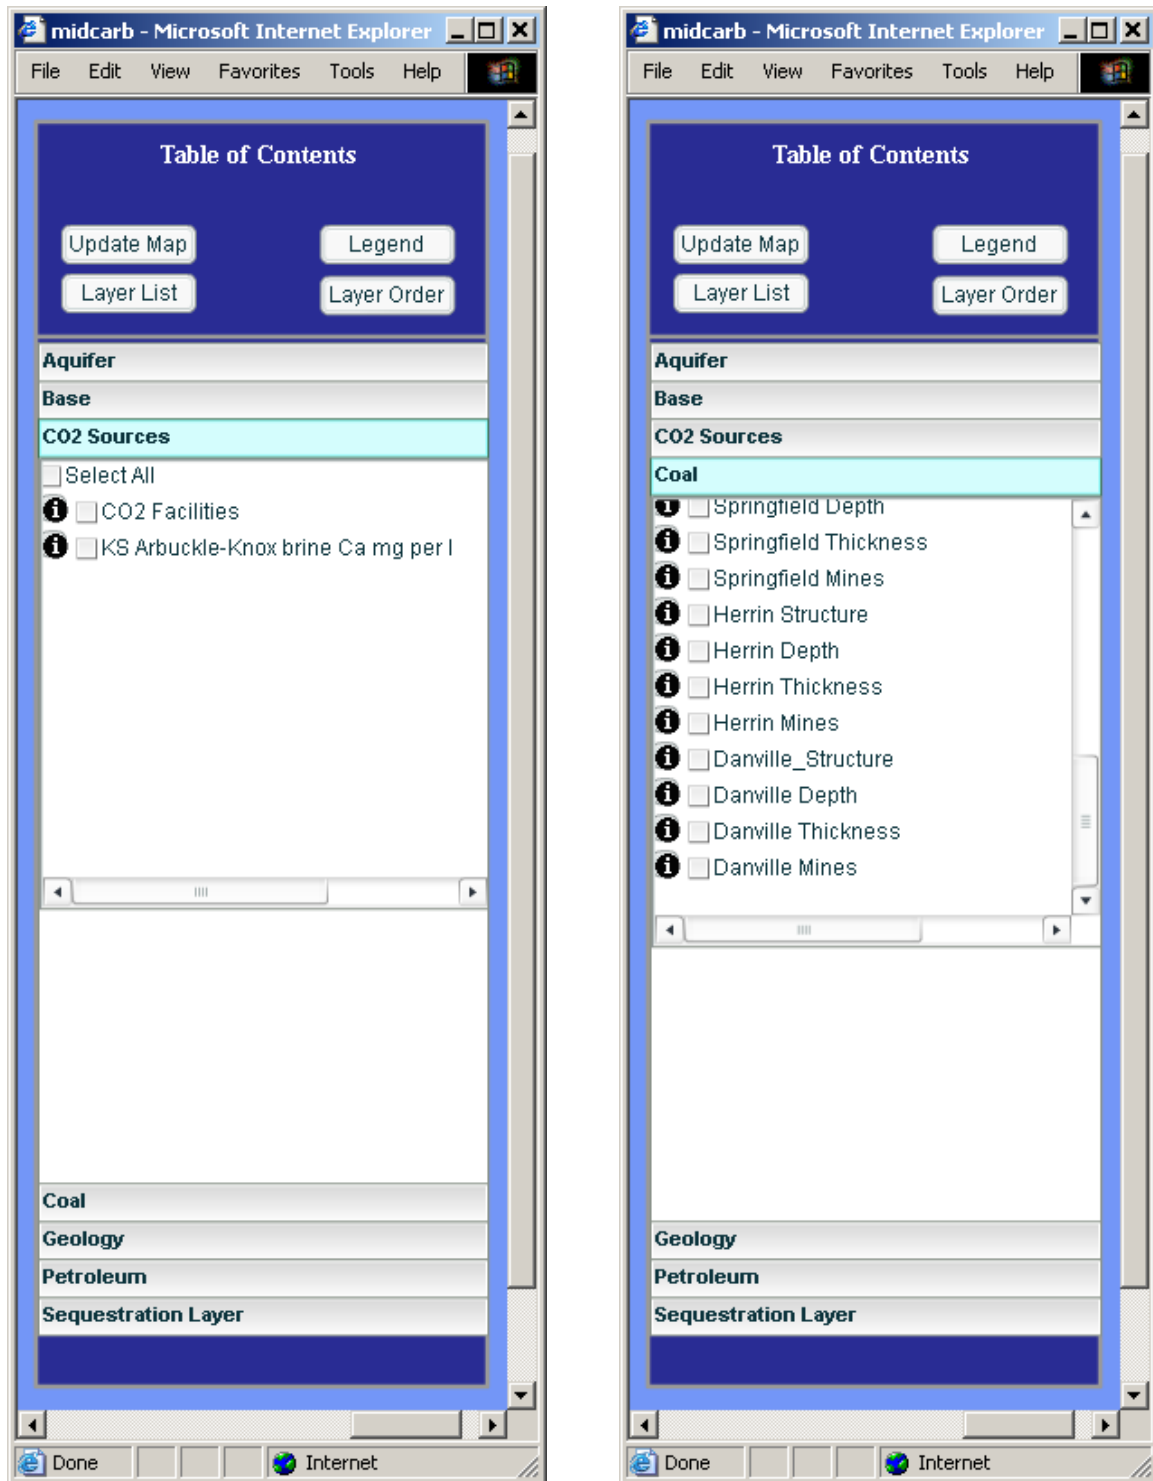 midcarb - Microsoft Internet Explorer
File Edit View Favorites Tools Help
Table of Contents
Update Map Legend
Layer List Layer Order
Aquifer
Base
CO2 Sources
Select All
CO2 Facilities
KS Arbuckle-Knox brine Ca mg per l
Coal
Geology
Petroleum
Sequestration Layer
Done Internet
midcarb - Microsoft Internet Explorer
File Edit View Favorites Tools Help
Table of Contents
Update Map Legend
Layer List Layer Order
Aquifer
Base
CO2 Sources
Coal
Springfield Depth
Springfield Thickness
Springfield Mines
Herrin Structure
Herrin Depth
Herrin Thickness
Herrin Mines
Danville_Structure
Danville Depth
Danville Thickness
Danville Mines
Geology
Petroleum
Sequestration Layer
Done Internet